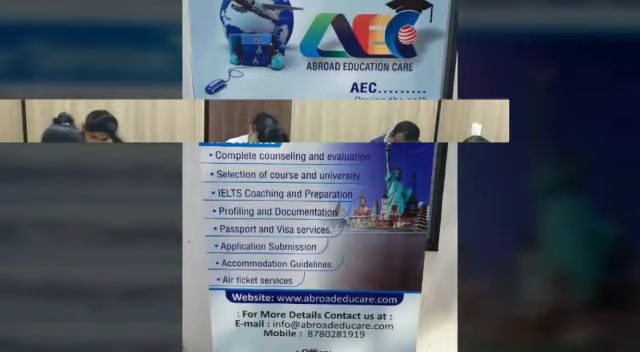 AEC
ABROAD EDUCATION CARE
AEC.........
• Complete counseling and evaluation
• Selection of course and university
• IELTS Coaching and Preparation
• Profiling and Documentation
• Passport and Visa services.
• Application Submission
• Accommodation Guidelines.
• Air ticket services
Website: www.abroadeducare.com
: For More Details Contact us at :
E-mail : info@abroadeducare.com
Mobile : 8780281919
: Office: